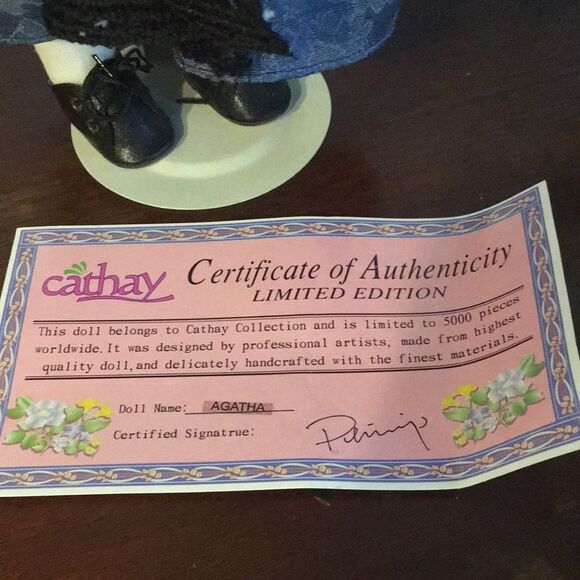 cathay
Certificate of Authenticity
LIMITED EDITION
This doll belongs to Cathay Collection and is limited to 5000 pieces
worldwide. It was designed by professional artists, made from highest
quality doll, and delicately handcrafted with the finest materials.
Doll Name: AGATHA
Certified Signatrue: